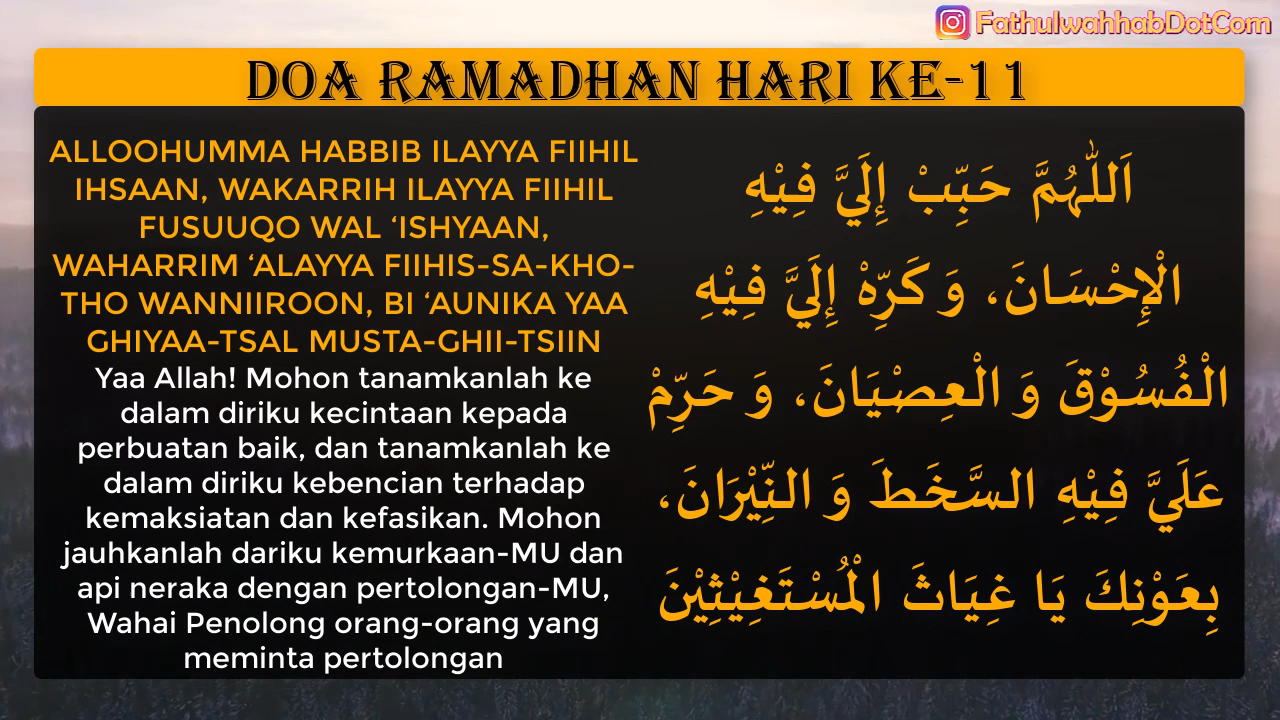 FathulwahhabDotCom
DOA RAMADHAN HARI KE-11
ALLOOHUMMA HABBIB ILAYYA FIIHIL
IHSAAN, WAKARRIH ILAYYA FIIHIL
FUSUUQO WAL ‘ISHYAAN,
WAHARRIM ‘ALAYYA FIIHIS-SA-KHO-
THO WANNIIROON, BI ‘AUNIKA YAA
GHIYAA-TSAL MUSTA-GHII-TSIIN
Yaa Allah! Mohon tanamkanlah ke
dalam diriku kecintaan kepada
perbuatan baik, dan tanamkanlah ke
dalam diriku kebencian terhadap
kemaksiatan dan kefasikan. Mohon
jauhkanlah dariku kemurkaan-MU dan
api neraka dengan pertolongan-MU,
Wahai Penolong orang-orang yang
meminta pertolongan
اَللّٰهُمَّ حَبِّبْ إِلَيَّ فِيْهِ
الْإِحْسَانَ، وَ كَرِّهْ إِلَيَّ فِيْهِ
الْفُسُوْقَ وَ الْعِصْيَانَ، وَ حَرِّمْ
عَلَيَّ فِيْهِ السَّخَطَ وَ النِّيْرَانَ،
بِعَوْنِكَ يَا غِيَاثَ الْمُسْتَغِيْثِيْنَ